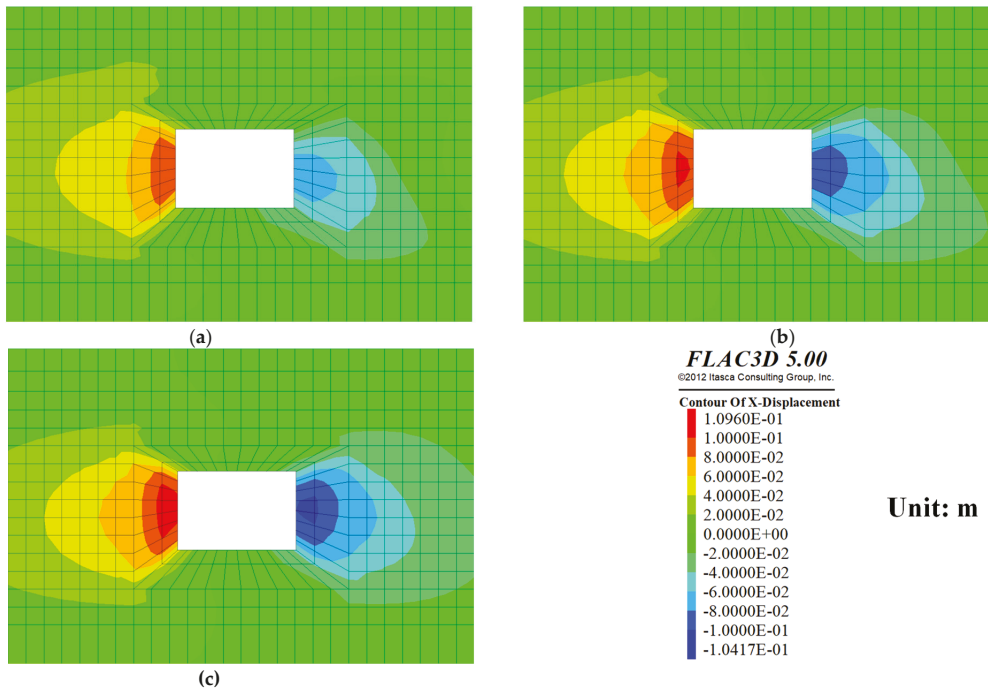 (a)
(b)
(c)
FLAC3D 5.00
©2012 Itasca Consulting Group, Inc.
Contour Of X-Displacement
1.0960E-01
1.0000E-01
8.0000E-02
6.0000E-02
4.0000E-02
2.0000E-02
0.0000E+00
-2.0000E-02
-4.0000E-02
-6.0000E-02
-8.0000E-02
-1.0000E-01
-1.0417E-01
Unit: m